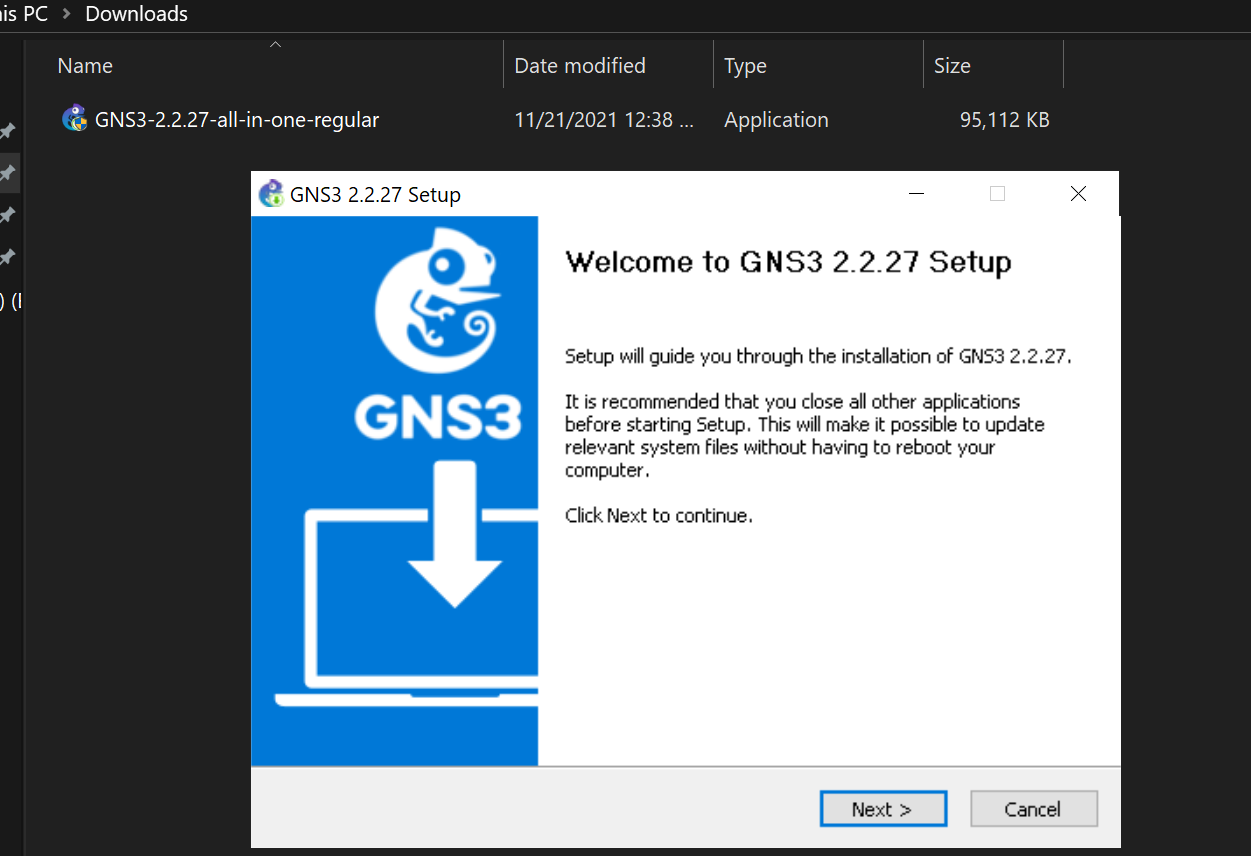 is PC > Downloads
Name Date modified Type Size
GNS3-2.2.27-all-in-one-regular 11/21/2021 12:38 ... Application 95,112 KB
GNS3 2.2.27 Setup
GNS3
Welcome to GNS3 2.2.27 Setup
Setup will guide you through the installation of GNS3 2.2.27.
It is recommended that you close all other applications
before starting Setup. This will make it possible to update
relevant system files without having to reboot your
computer.
Click Next to continue.
Next >
Cancel